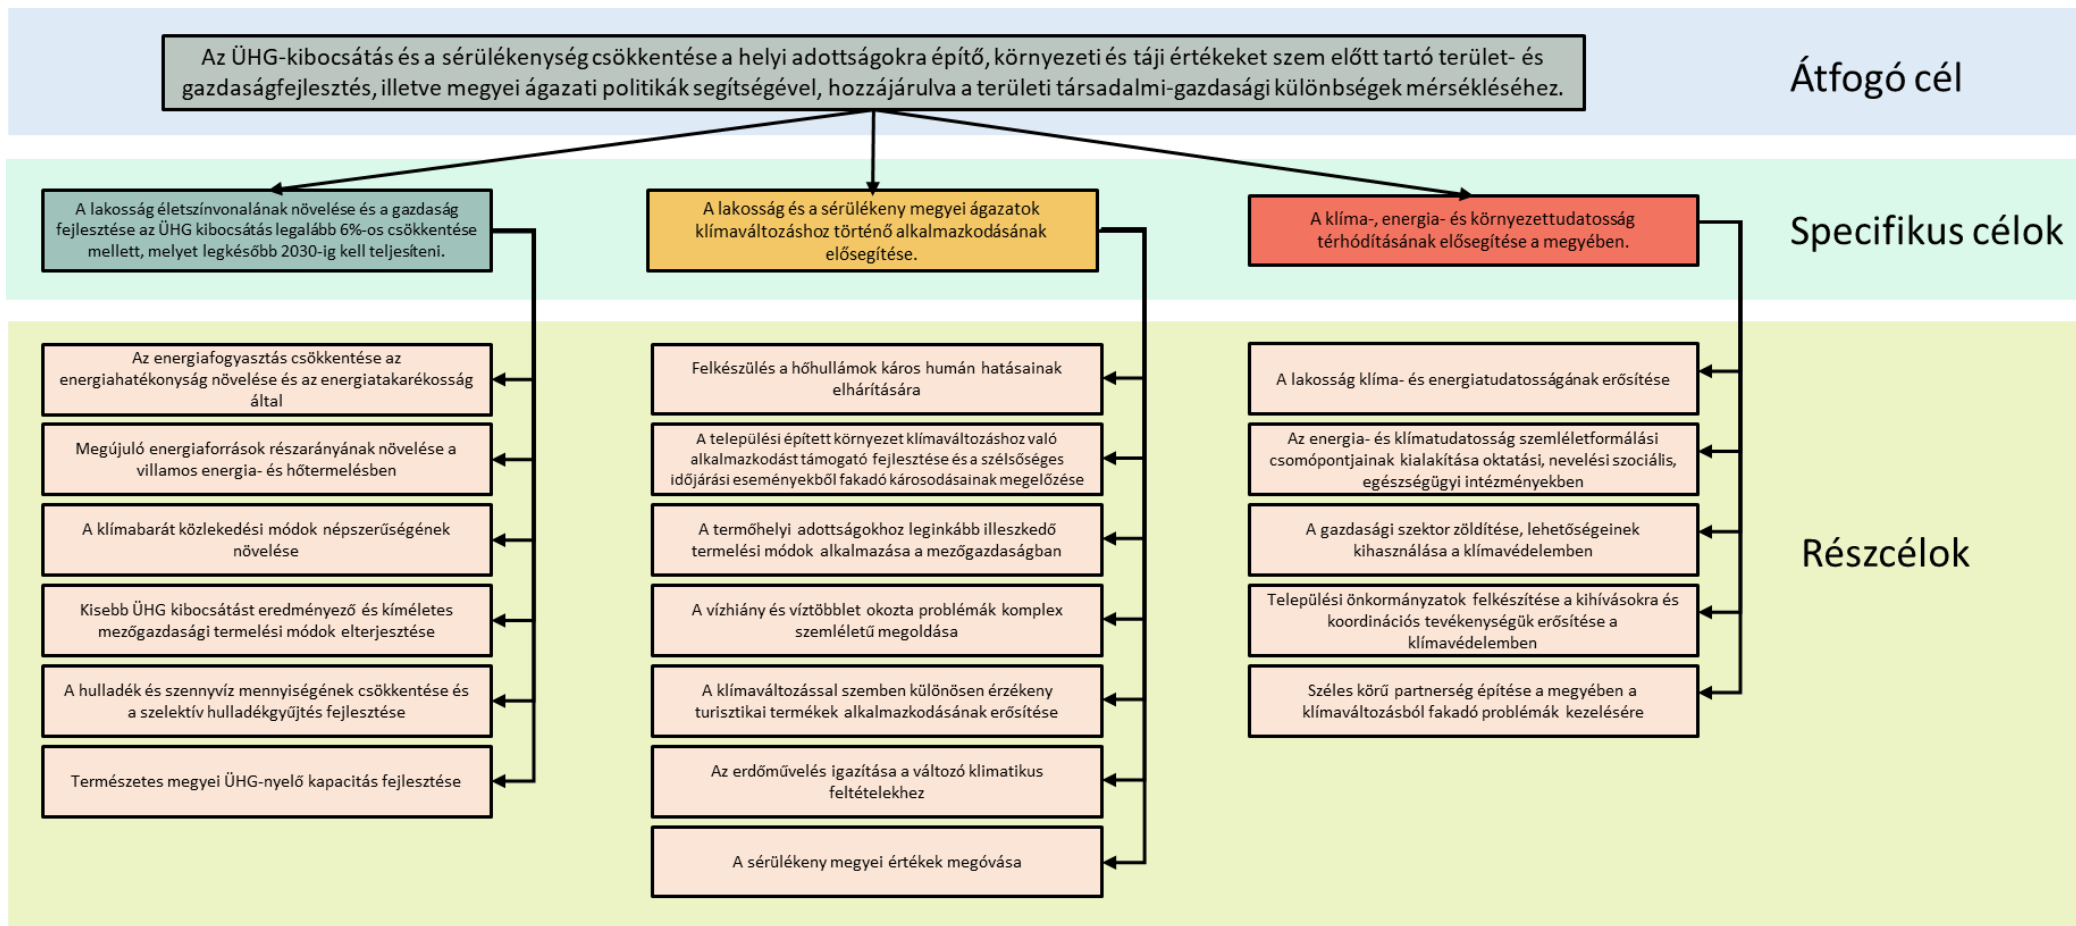 Az ÜHG-kibocsátás és a sérülékenység csökkentése a helyi adottságokra építő, környezeti és táji értékeket szem előtt tartó terület- és
gazdaságfejlesztés, illetve megyei ágazati politikák segítségével, hozzájárulva a területi társadalmi-gazdasági különbségek mérsékléséhez.
Átfogó cél
A lakosság életszínvonalának növelése és a gazdaság
fejlesztése az ÜHG kibocsátás legalább 6%-os csökkentése
mellett, melyet legkésőbb 2030-ig kell teljesíteni.
A lakosság és a sérülékeny megyei ágazatok
klímaváltozáshoz történő alkalmazkodásának
elősegítése.
A klíma-, energia- és környezettudatosság
térhódításának elősegítése a megyében.
Specifikus célok
Az energiafogyasztás csökkentése az
energiahatékonyság növelése és az energiatakarékosság
által
Megújuló energiaforrások részarányának növelése a
villamos energia- és hőtermelésben
A klímabarát közlekedési módok népszerűségének
növelése
Kisebb ÜHG kibocsátást eredményező és kíméletes
mezőgazdasági termelési módok elterjesztése
A hulladék és szennyvíz mennyiségének csökkentése és
a szelektív hulladékgyűjtés fejlesztése
Természetes megyei ÜHG-nyelő kapacitás fejlesztése
Felkészülés a hőhullámok káros humán hatásainak
elhárítására
A települési épített környezet klímaváltozáshoz való
alkalmazkodást támogató fejlesztése és a szélsőséges
időjárási eseményekből fakadó károsodásainak megelőzése
A termőhelyi adottságokhoz leginkább illeszkedő
termelési módok alkalmazása a mezőgazdaságban
A vízhiány és víztöbblet okozta problémák komplex
szemléletű megoldása
A klímaváltozással szemben különösen érzékeny
turisztikai termékek alkalmazkodásának erősítése
Az erdőművelés igazítása a változó klimatikus
feltételekhez
A sérülékeny megyei értékek megóvása
A lakosság klíma- és energiatudatosságának erősítése
Az energia- és klímatudatosság szemléletformálási
csomópontjainak kialakítása oktatási, nevelési szociális,
egészségügyi intézményekben
A gazdasági szektor zöldítése, lehetőségeinek
kihasználása a klímavédelemben
Települési önkormányzatok felkészítése a kihívásokra és
koordinációs tevékenységük erősítése a
klímavédelemben
Széles körű partnerség építése a megyében a
klímaváltozásból fakadó problémák kezelésére
Részcélok